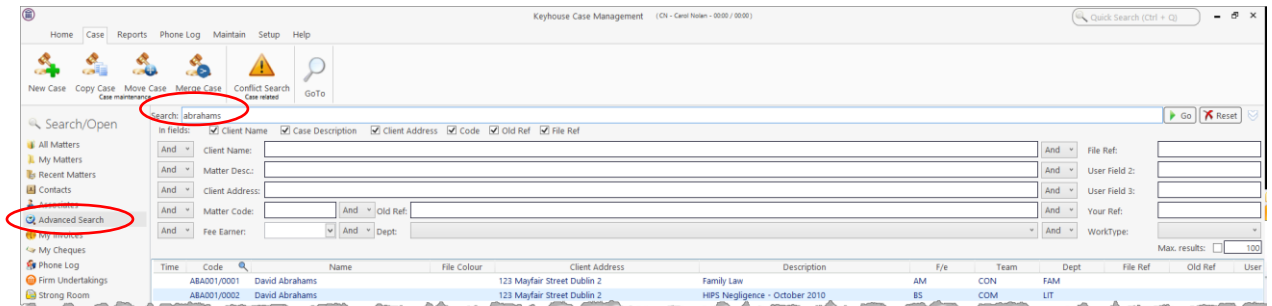 Keyhouse Case Management (CN - Carol Nolan - 00:00 / 00:00)
Quick Search (Ctrl + Q)
Home Case Reports Phone Log Maintain Setup Help
New Case Copy Case Move Case Merge Case Conflict Search GoTo
Case maintenance Case related
Search: abrahams Go Reset
Search/Open
In fields: Client Name Case Description Client Address Code Old Ref File Ref
All Matters
My Matters
Recent Matters
Contacts
Associates
Advanced Search
My Invoices
My Cheques
Phone Log
Firm Undertakings
Strong Room
And Client Name: And File Ref:
And Matter Desc.: And User Field 2:
And Client Address: And User Field 3:
And Matter Code: And Old Ref: And Your Ref:
And Fee Earner: And Dept: And WorkType:
Max. results: 100
Time Code Name File Colour Client Address Description F/e Team Dept File Ref Old Ref User
ABA001/0001 David Abrahams 123 Mayfair Street Dublin 2 Family Law AM CON FAM
ABA001/0002 David Abrahams 123 Mayfair Street Dublin 2 HIPS Negligence - October 2010 BS COM LIT